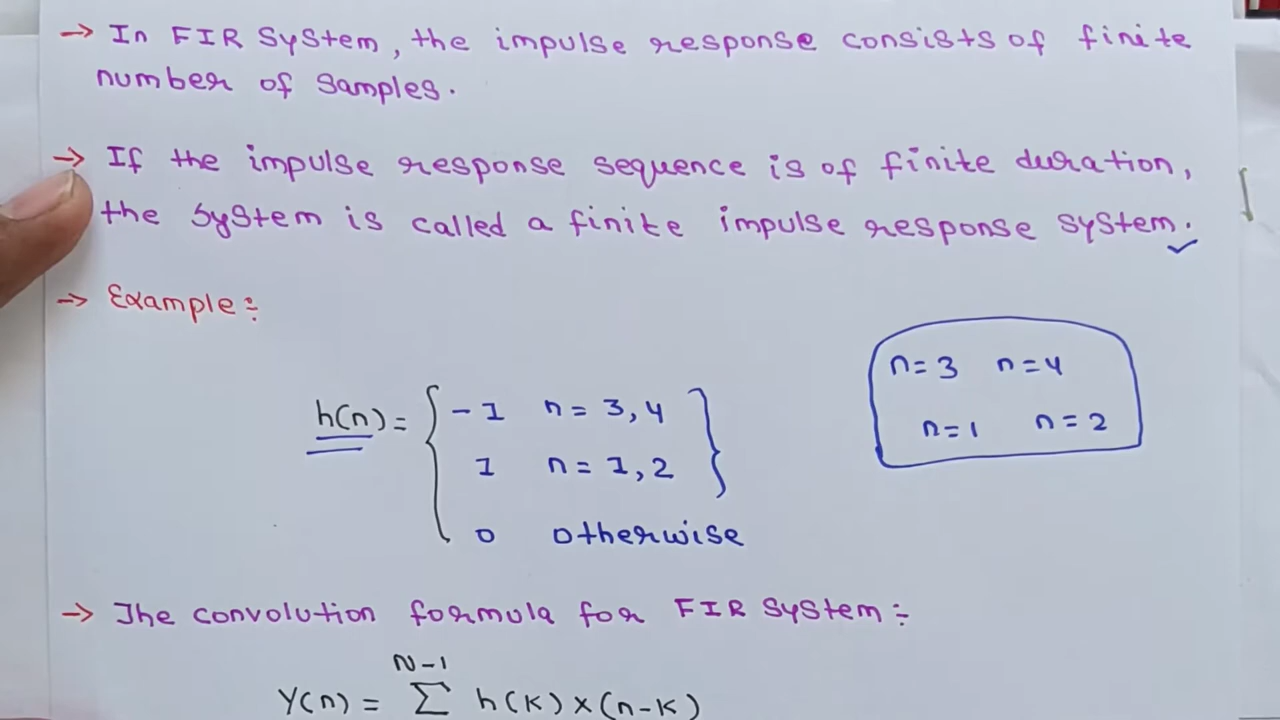 → In FIR System, the impulse response consists of finite
number of samples.
→ If the impulse response sequence is of finite duration,
the system is called a finite impulse response system.
→ Example:
n=3 n=4
n=1 n=2
h(n)= { -1 n=3,4 }
1 n=1,2
0 otherwise
→ The convolution formula for FIR System:
N-1
Y(n) = Σ h(k) x(n-k)